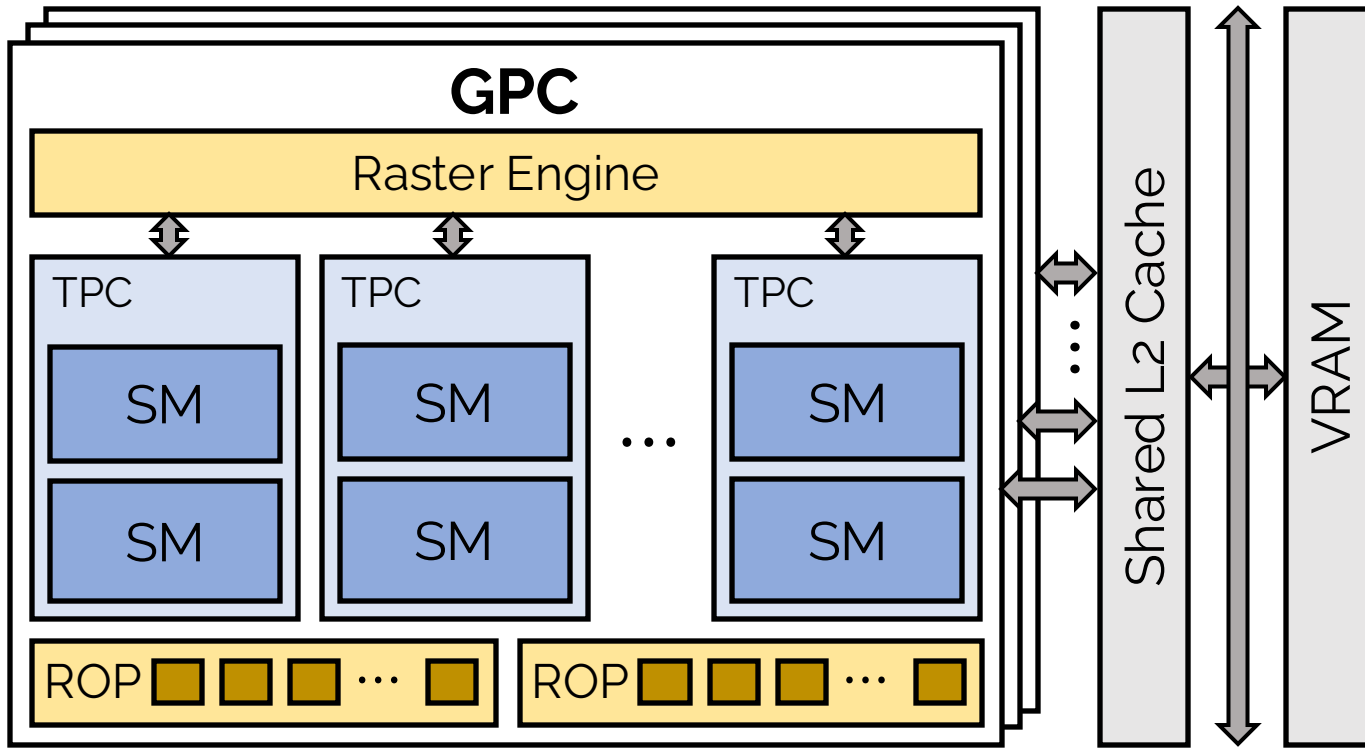 GPC
Raster Engine
TPC
TPC
TPC
SM
SM
SM
...
SM
SM
SM
ROP ...
ROP ...
Shared L2 Cache
VRAM